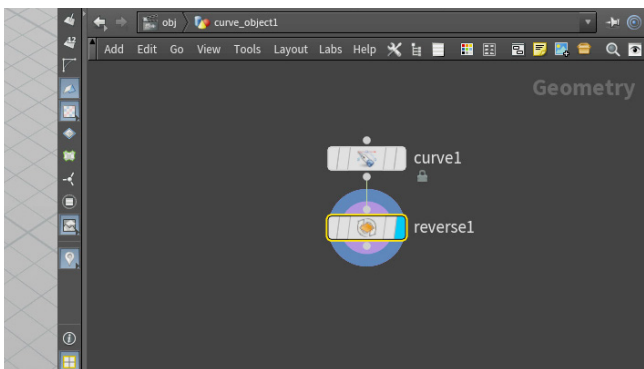 obj curve_object1
Add Edit Go View Tools Layout Labs Help
Geometry
curve1
reverse1